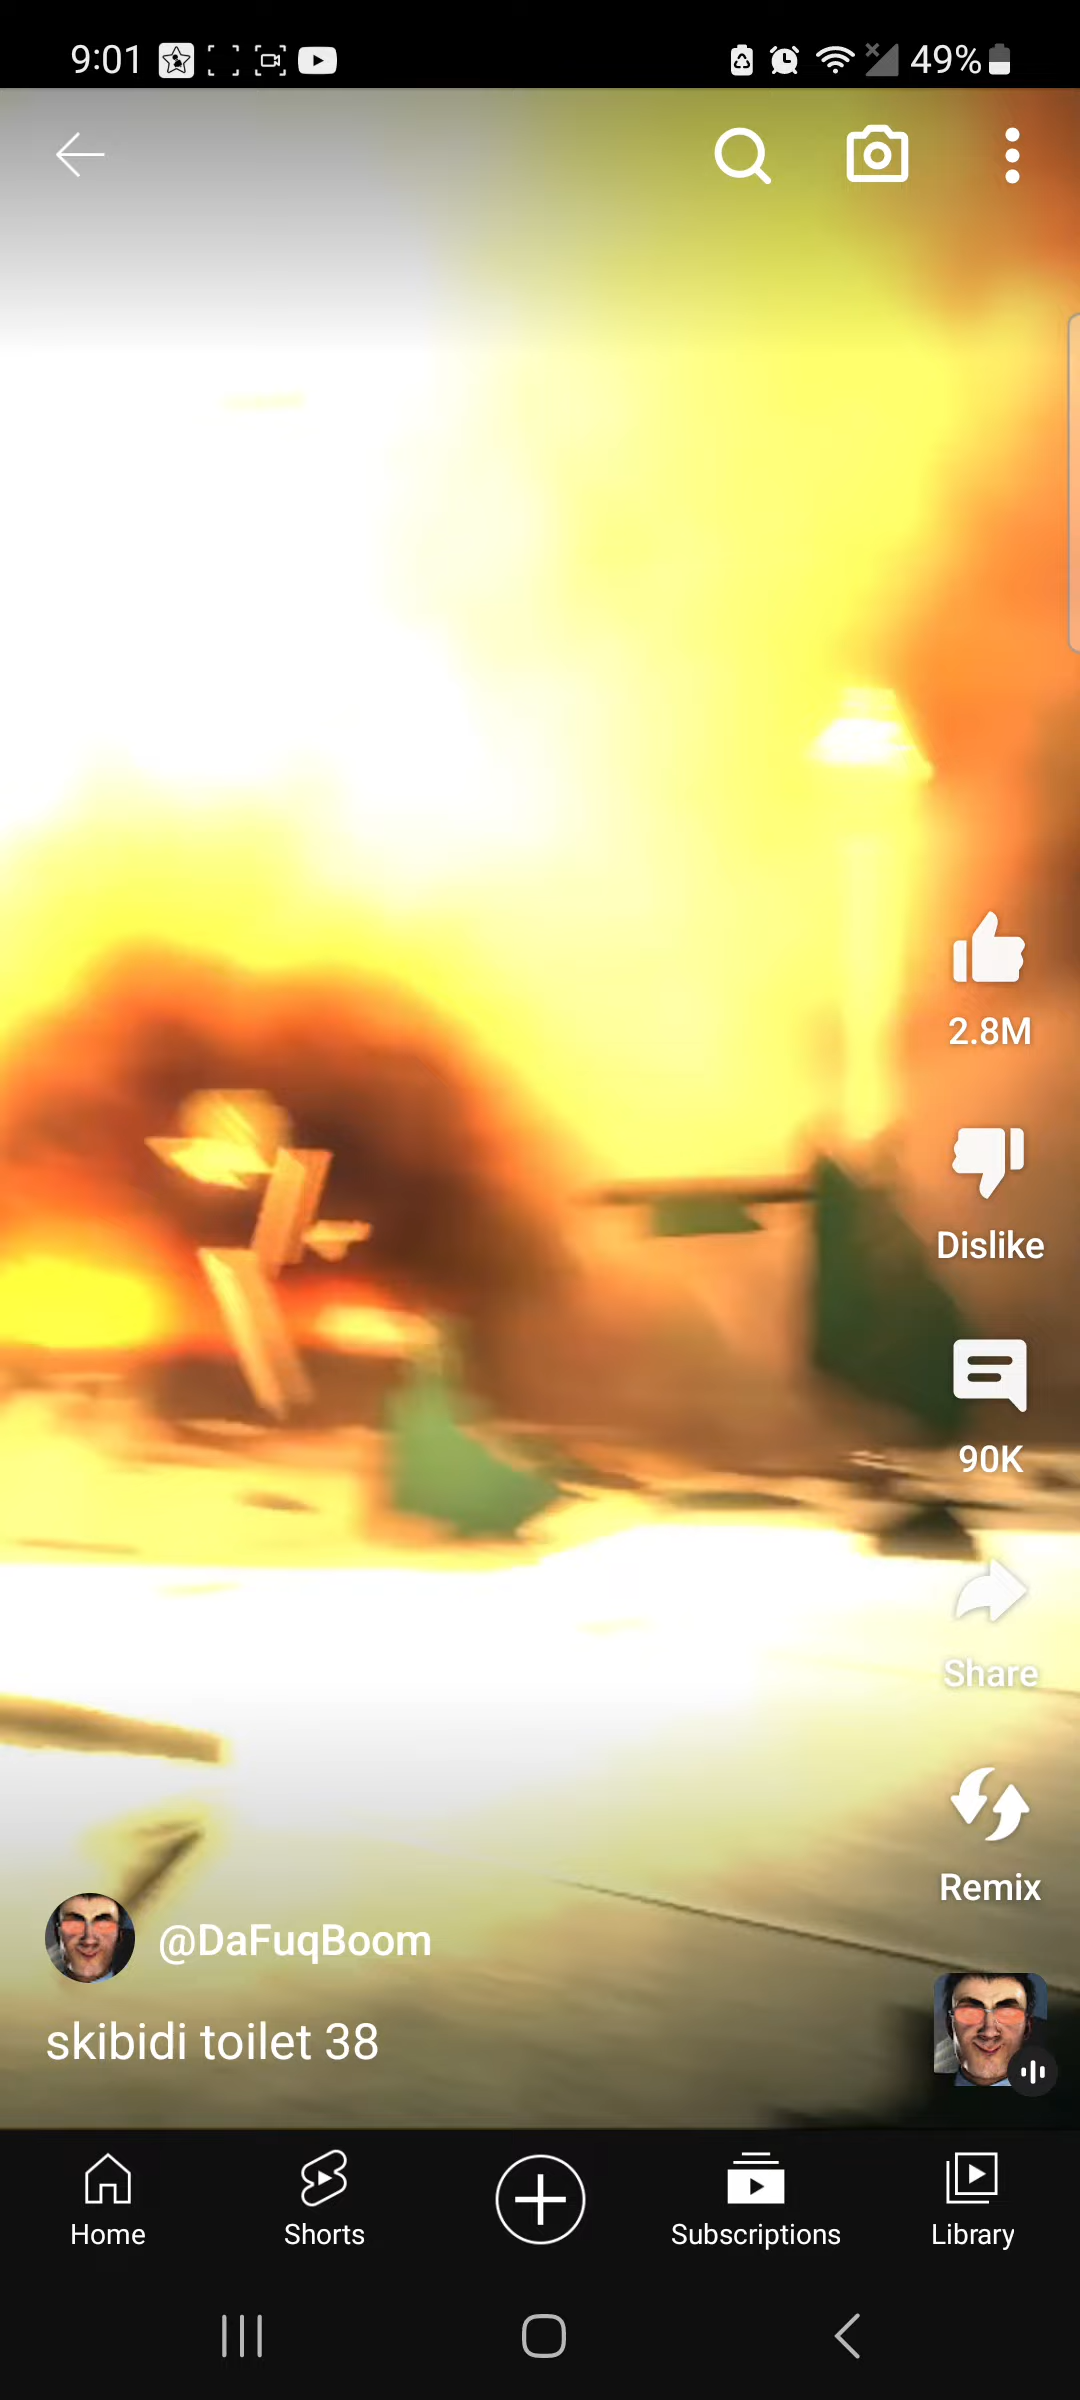 9:01
49%
2.8M
Dislike
90K
Share
Remix
@DaFuqBoom
skibidi toilet 38
Home
Shorts
Subscriptions
Library